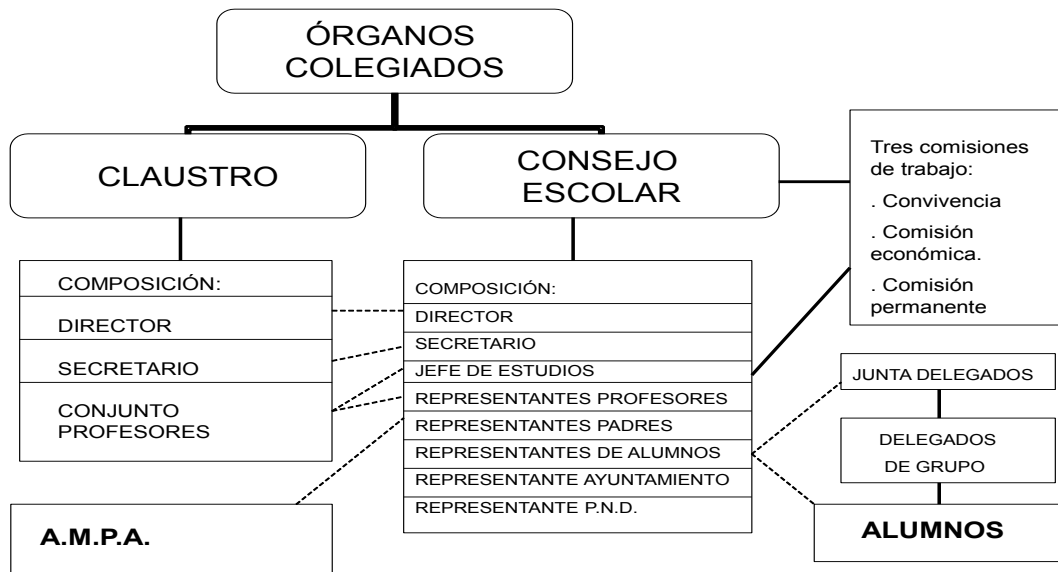 ÓRGANOS
COLEGIADOS
CLAUSTRO
CONSEJO
ESCOLAR
Tres comisiones
de trabajo:
. Convivencia
. Comisión
económica.
. Comisión
permanente
COMPOSICIÓN:
DIRECTOR
SECRETARIO
CONJUNTO
PROFESORES
COMPOSICIÓN:
DIRECTOR
SECRETARIO
JEFE DE ESTUDIOS
REPRESENTANTES PROFESORES
REPRESENTANTES PADRES
REPRESENTANTES DE ALUMNOS
REPRESENTANTE AYUNTAMIENTO
REPRESENTANTE P.N.D.
JUNTA DELEGADOS
DELEGADOS
DE GRUPO
ALUMNOS
A.M.P.A.